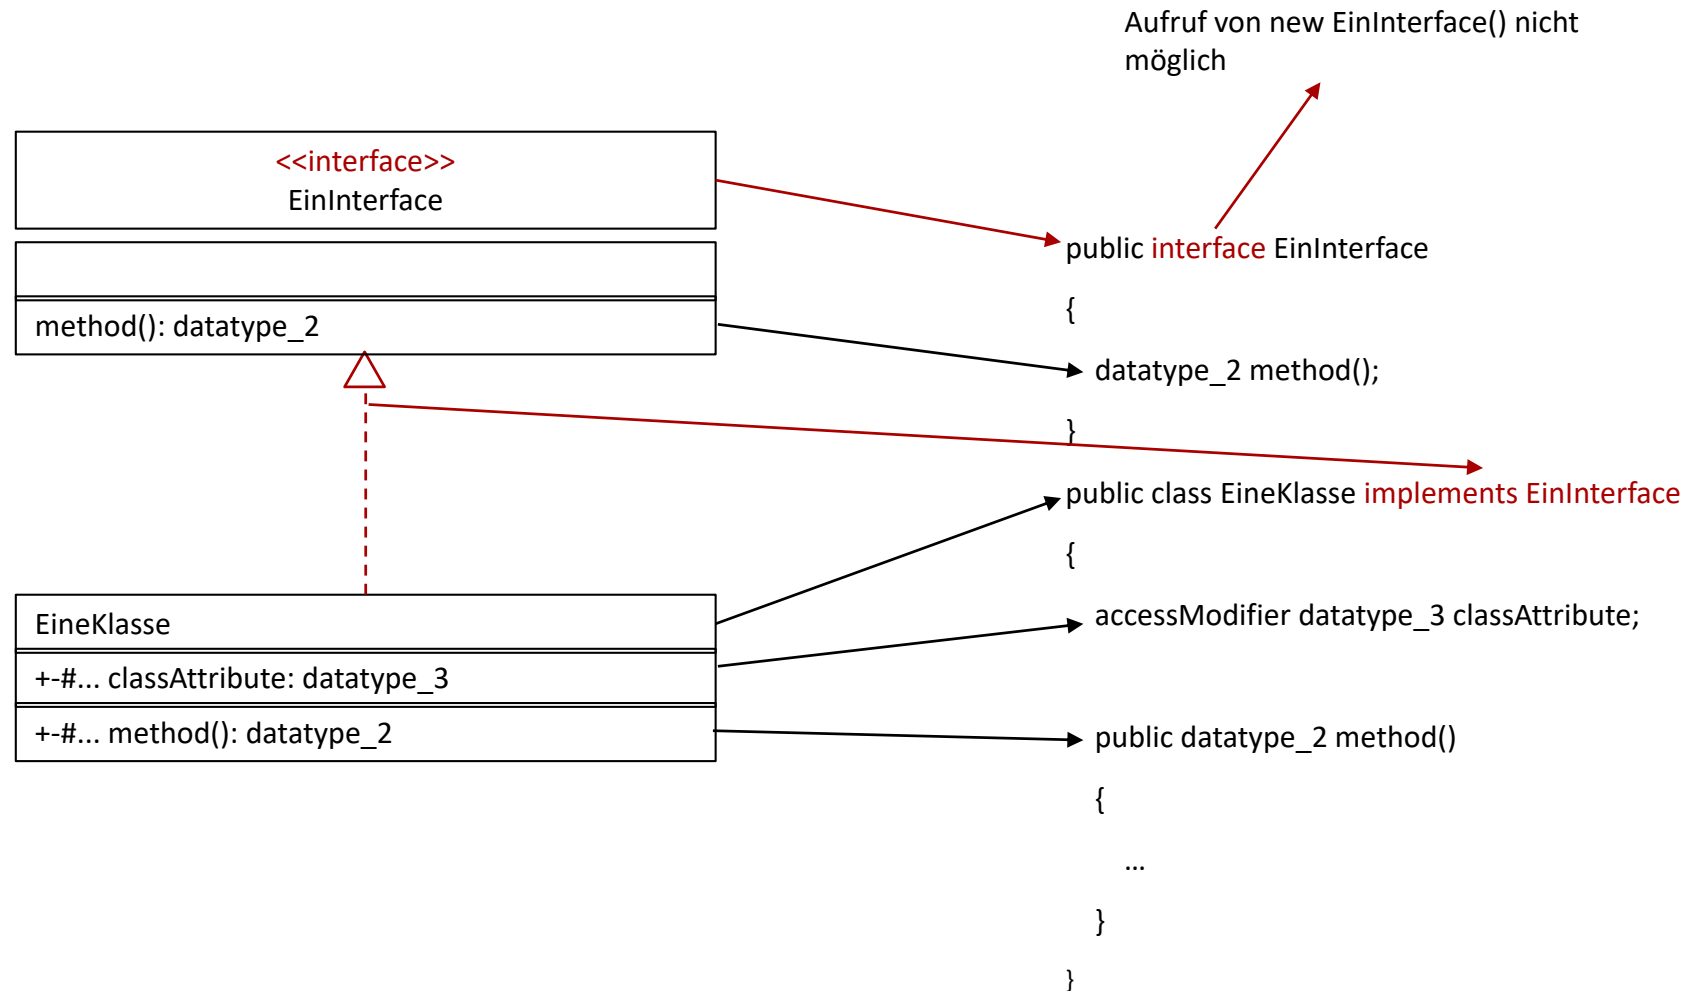 Aufruf von new EinInterface() nicht
möglich
<<interface>>
EinInterface
method(): datatype_2
public interface EinInterface
{
datatype_2 method();
}
EineKlasse
+-#... classAttribute: datatype_3
+-#... method(): datatype_2
public class EineKlasse implements EinInterface
{
accessModifier datatype_3 classAttribute;
public datatype_2 method()
{
...
}
}